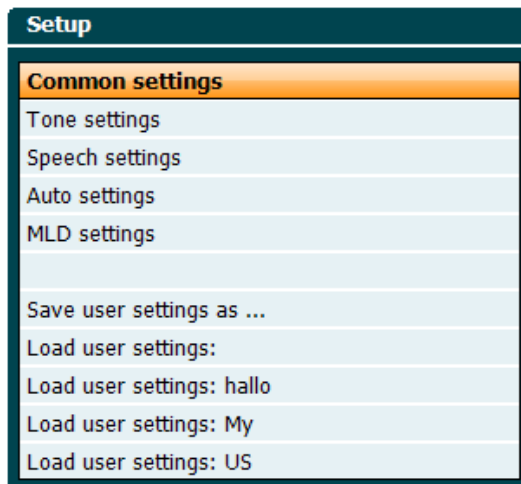 Setup
Common settings
Tone settings
Speech settings
Auto settings
MLD settings
Save user settings as ...
Load user settings:
Load user settings: hallo
Load user settings: My
Load user settings: US